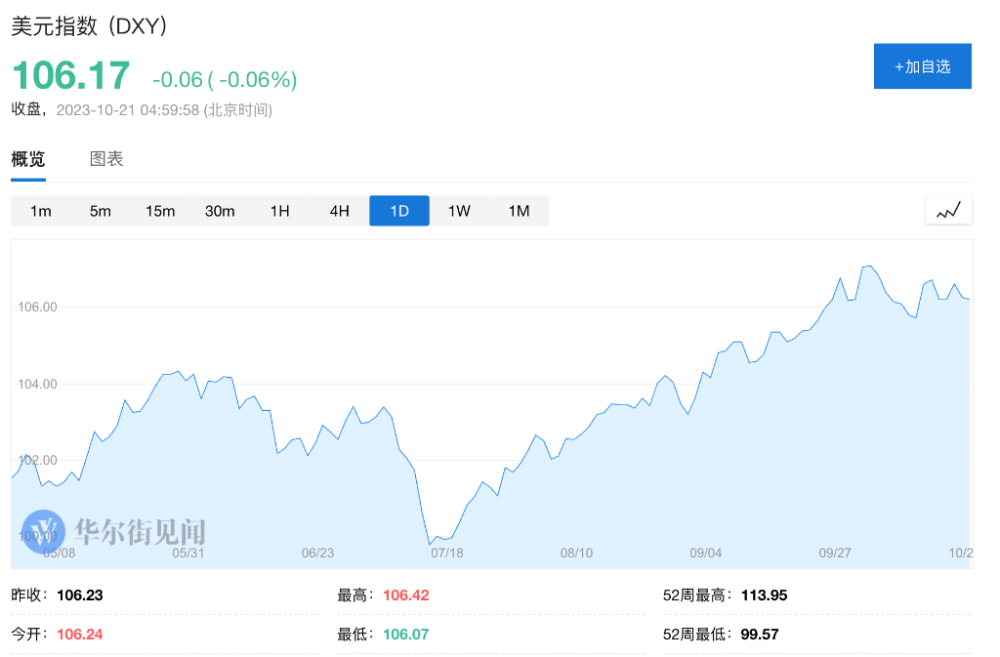 美元指数 (DXY)
106.17 -0.06 ( -0.06%)
+加自选
收盘，2023-10-21 04:59:58 (北京时间)
概览 图表
1m 5m 15m 30m 1H 4H 1D 1W 1M
106.00
104.00
102.00
100.00
华尔街见闻
05/08 05/31 06/23 07/18 08/10 09/04 09/27 10/2
昨收： 106.23 最高： 106.42 52周最高： 113.95
今开： 106.24 最低： 106.07 52周最低： 99.57